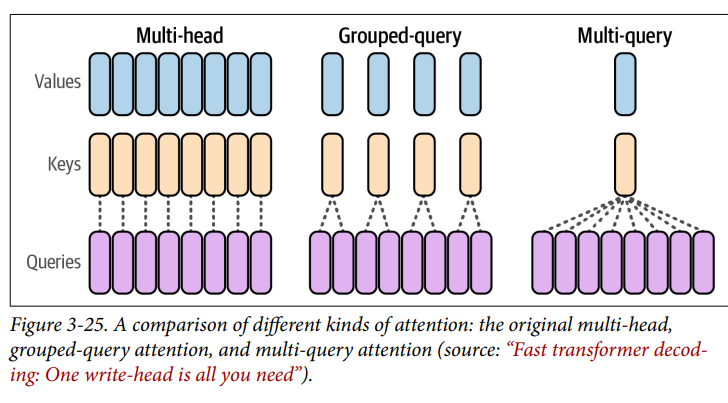 Multi-head Grouped-query Multi-query
Values
Keys
Queries
Figure 3-25. A comparison of different kinds of attention: the original multi-head,
grouped-query attention, and multi-query attention (source: “Fast transformer decod-
ing: One write-head is all you need”).